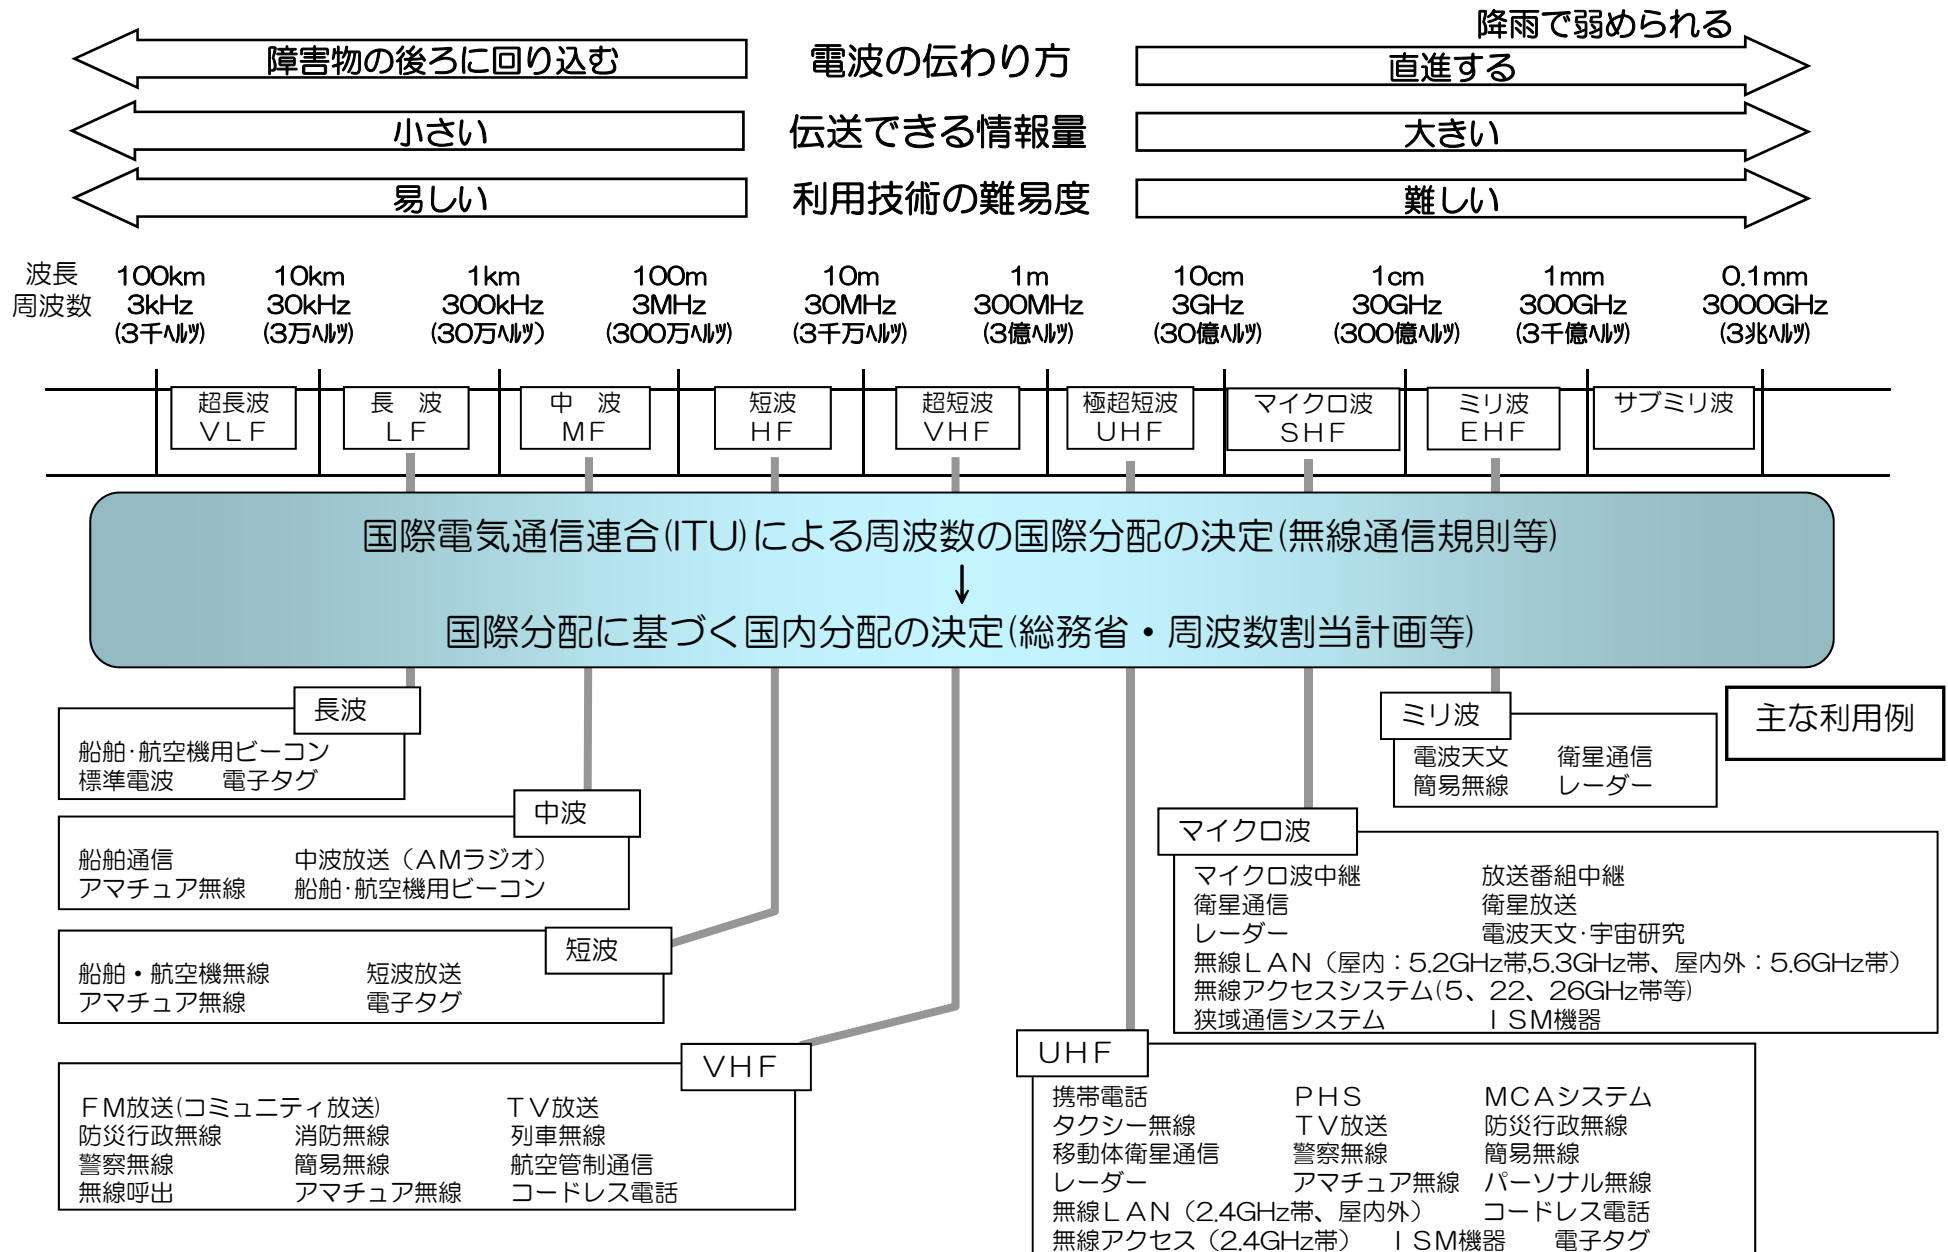 降雨で弱められる
障害物の後ろに回り込む 電波の伝わり方 直進する
小さい 伝送できる情報量 大きい
易しい 利用技術の難易度 難しい
波長 100km 10km 1km 100m 10m 1m 10cm 1cm 1mm 0.1mm
周波数 3kHz 30kHz 300kHz 3MHz 30MHz 300MHz 3GHz 30GHz 300GHz 3000GHz
(3千ヘルツ) (3万ヘルツ) (30万ヘルツ) (300万ヘルツ) (3千万ヘルツ) (3億ヘルツ) (30億ヘルツ) (300億ヘルツ) (3千億ヘルツ) (3兆ヘルツ)
超長波 長 波 中 波 短波 超短波 極超短波 マイクロ波 ミリ波 サブミリ波
VLF LF MF HF VHF UHF SHF EHF
国際電気通信連合(ITU)による周波数の国際分配の決定(無線通信規則等)
↓
国際分配に基づく国内分配の決定(総務省・周波数割当計画等)
主な利用例
長波
船舶・航空機用ビーコン
標準電波 電子タグ
中波
船舶通信 中波放送(AMラジオ)
アマチュア無線 船舶・航空機用ビーコン
短波
船舶・航空機無線 短波放送
アマチュア無線 電子タグ
VHF
FM放送(コミュニティ放送) TV放送
防災行政無線 消防無線 列車無線
警察無線 簡易無線 航空管制通信
無線呼出 アマチュア無線 コードレス電話
ミリ波
電波天文 衛星通信
簡易無線 レーダー
マイクロ波
マイクロ波中継 放送番組中継
衛星通信 衛星放送
レーダー 電波天文・宇宙研究
無線LAN(屋内:5.2GHz帯,5.3GHz帯、屋内外:5.6GHz帯)
無線アクセスシステム(5、22、26GHz帯等)
狭域通信システム ISM機器
UHF
携帯電話 PHS MCAシステム
タクシー無線 TV放送 防災行政無線
移動体衛星通信 警察無線 簡易無線
レーダー アマチュア無線 パーソナル無線
無線LAN(2.4GHz帯、屋内外) コードレス電話
無線アクセス(2.4GHz帯) ISM機器 電子タグ